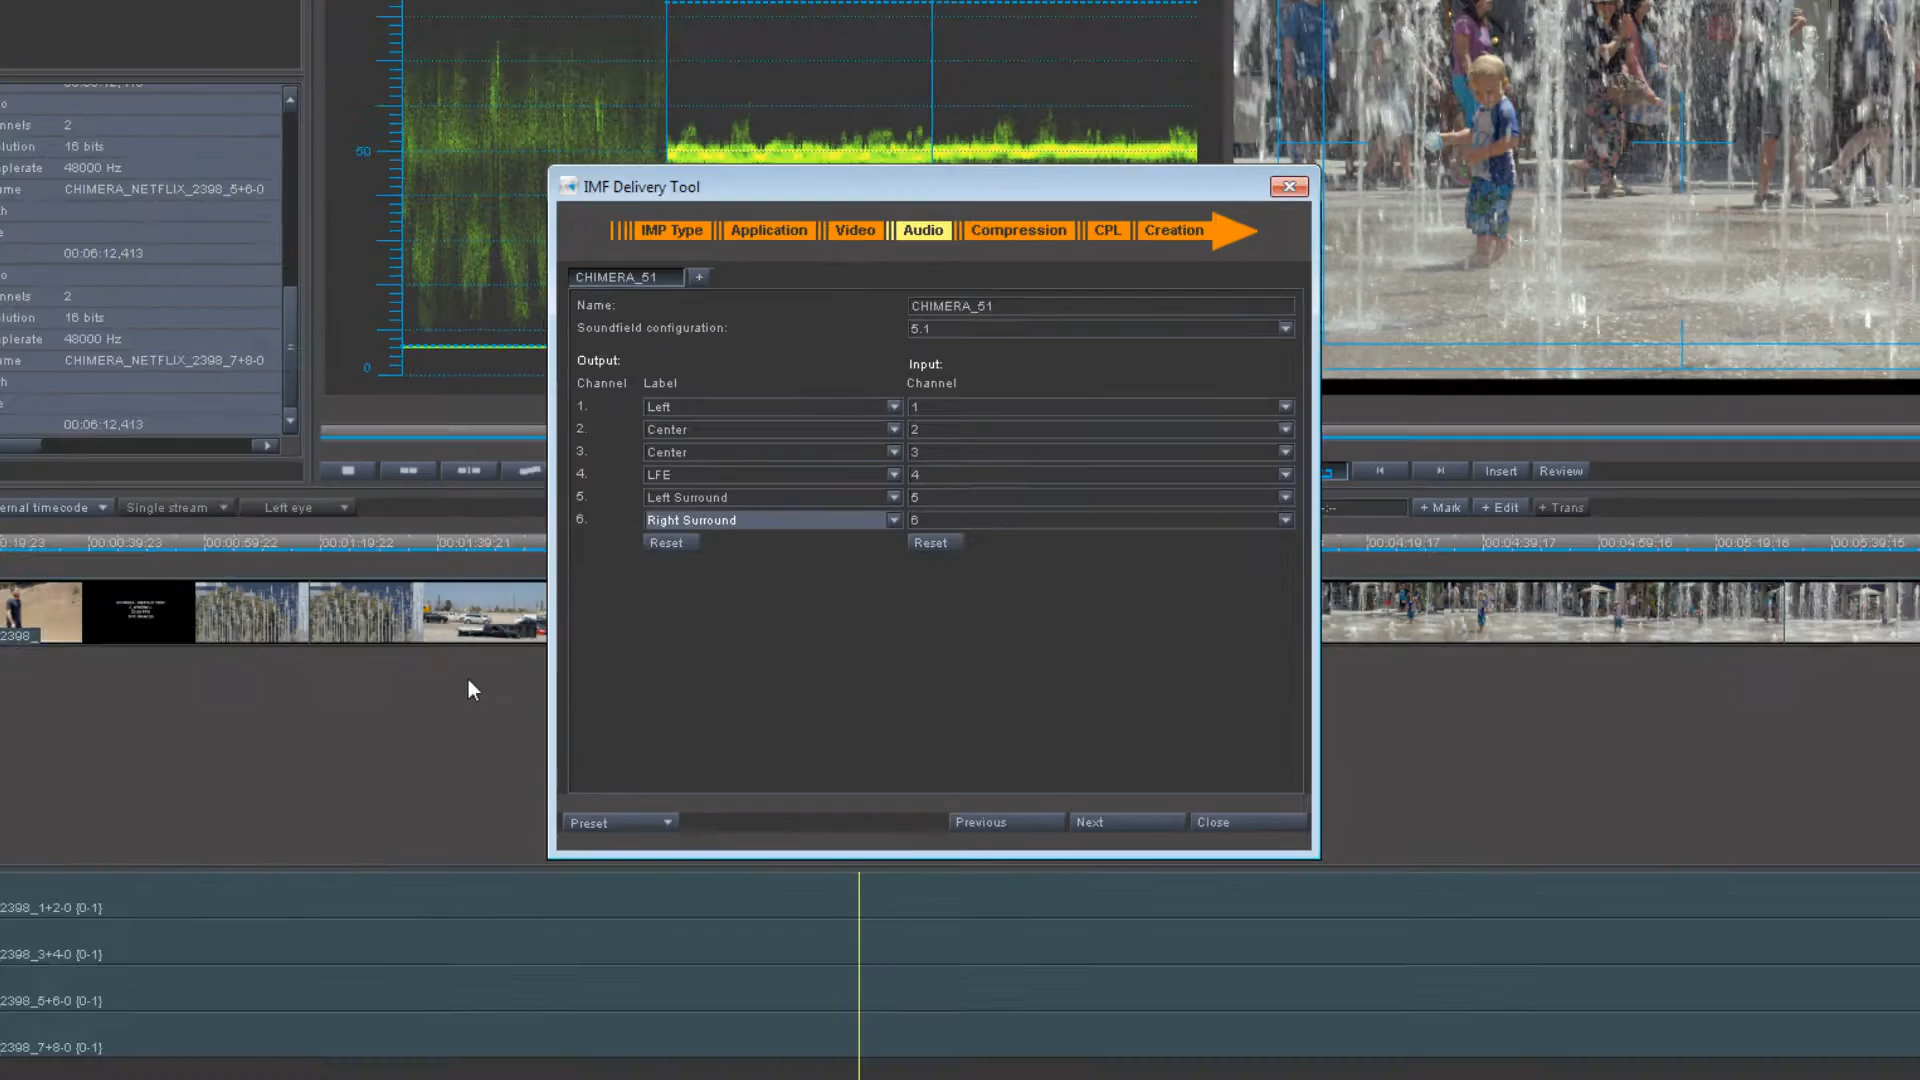 o
nnels 2
olution 16 bits
nplerate 48000 Hz
me CHIMERA_NETFLIX_2398_5+6-0
h
e
00:06:12,413
o
nnels 2
lution 16 bits
plerate 48000 Hz
me CHIMERA_NETFLIX_2398_7+8-0
h
e
00:06:12,413
50
0
IMF Delivery Tool
IMP Type Application Video Audio Compression CPL Creation
CHIMERA_51 +
Name: CHIMERA_51
Soundfield configuration: 5.1
Output: Input:
Channel Label Channel
1. Left 1
2. Center 2
3. Center 3
4. LFE 4
5. Left Surround 5
6. Right Surround 6
Reset Reset
Preset Previous Next Close
Insert Review
ernal timecode Single stream Left eye
+ Mark + Edit + Trans
0:19:23 00:00:39;23 00:00:59;22 00:01:19;22 00:01:39;21 00:04:19;17 00:04:39;17 00:04:59;16 00:05:19;16 00:05:39;15
2398_
2398_1+2-0 {0-1}
2398_3+4-0 {0-1}
2398_5+6-0 {0-1}
2398_7+8-0 {0-1}